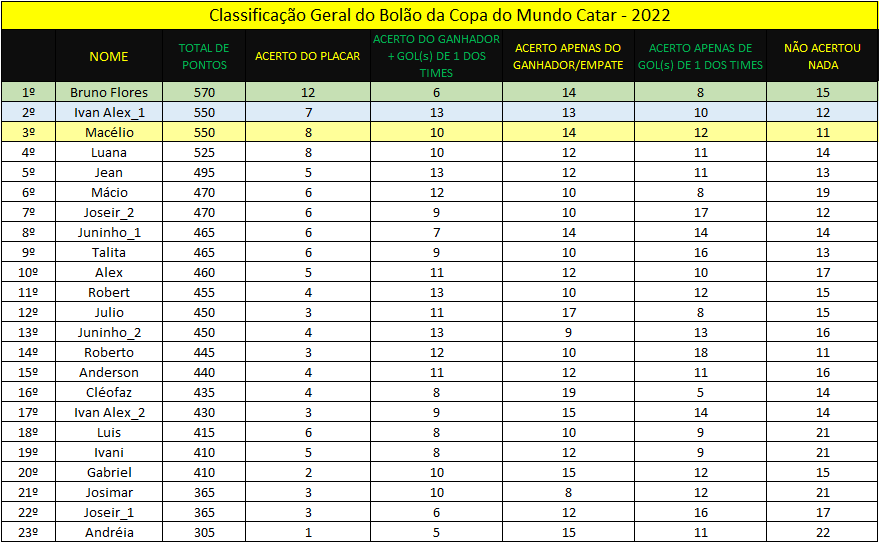 Classificação Geral do Bolão da Copa do Mundo Catar - 2022
NOME TOTAL DE PONTOS ACERTO DO PLACAR ACERTO DO GANHADOR + GOL(s) DE 1 DOS TIMES ACERTO APENAS DO GANHADOR/EMPATE ACERTO APENAS DE GOL(s) DE 1 DOS TIMES NÃO ACERTOU NADA
1º Bruno Flores 570 12 6 14 8 15
2º Ivan Alex_1 550 7 13 13 10 12
3º Macélio 550 8 10 14 12 11
4º Luana 525 8 10 12 11 14
5º Jean 495 5 13 12 11 13
6º Mácio 470 6 12 10 8 19
7º Joseir_2 470 6 9 10 17 12
8º Juninho_1 465 6 7 14 14 14
9º Talita 465 6 9 10 16 13
10º Alex 460 5 11 12 10 17
11º Robert 455 4 13 10 12 15
12º Julio 450 3 11 17 8 15
13º Juninho_2 450 4 13 9 13 16
14º Roberto 445 3 12 10 18 11
15º Anderson 440 4 11 12 11 16
16º Cléofaz 435 4 8 19 5 14
17º Ivan Alex_2 430 3 9 15 14 14
18º Luis 415 6 8 10 9 21
19º Ivani 410 5 8 12 9 21
20º Gabriel 410 2 10 15 12 15
21º Josimar 365 3 10 8 12 21
22º Joseir_1 365 3 6 12 16 17
23º Andréia 305 1 5 15 11 22